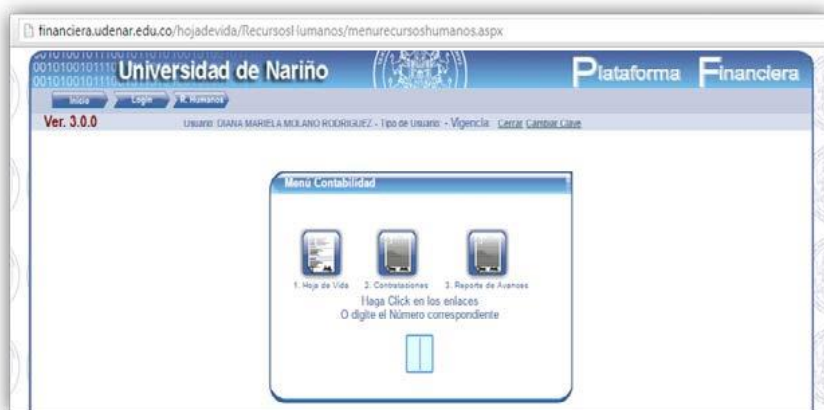 financiera.udenar.edu.co/hojadevida/RecursosHumanos/menurecursoshumanos.aspx
Universidad de Nariño
Plataforma Financiera
Inicio Login R. Humanos
Ver. 3.0.0
Usuario: DIANA MARIELA MOLANO RODRIGUEZ - Tipo de Usuario: - Vigencia: Cerrar Cambiar Clave
Menú Contabilidad
1. Hoja de Vida 2. Contrataciones 3. Reporte de Avances
Haga Click en los enlaces
O digite el Número correspondiente